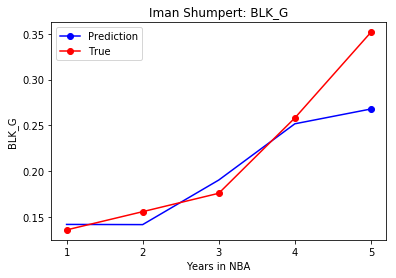 Iman Shumpert: BLK_G
Prediction
True
0.35
0.30
0.25
0.20
0.15
BLK_G
1 2 3 4 5
Years in NBA